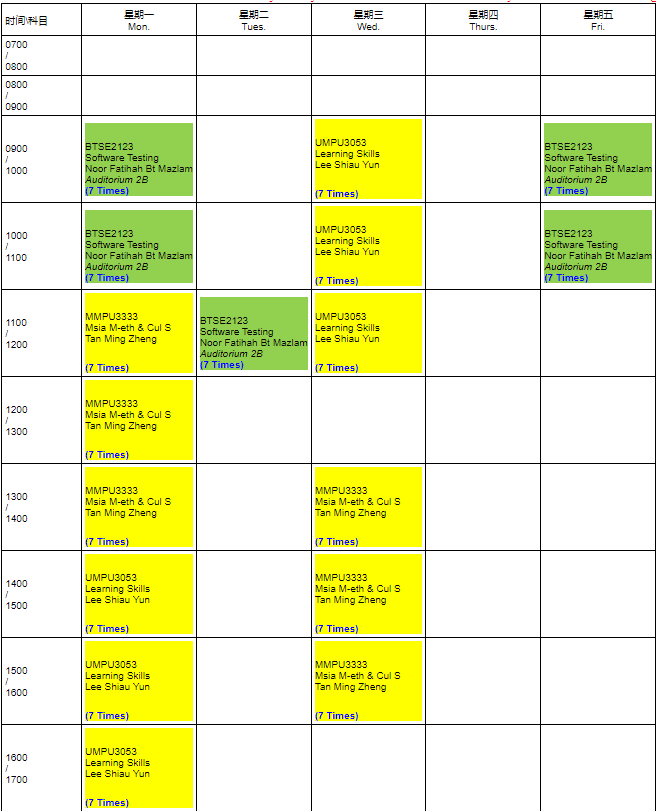 时间\科目
星期一
Mon.
星期二
Tues.
星期三
Wed.
星期四
Thurs.
星期五
Fri.
0700
/
0800
0800
/
0900
0900
/
1000
BTSE2123
Software Testing
Noor Fatihah Bt Mazlam
Auditorium 2B
(7 Times)
UMPU3053
Learning Skills
Lee Shiau Yun
(7 Times)
BTSE2123
Software Testing
Noor Fatihah Bt Mazlam
Auditorium 2B
(7 Times)
1000
/
1100
BTSE2123
Software Testing
Noor Fatihah Bt Mazlam
Auditorium 2B
(7 Times)
UMPU3053
Learning Skills
Lee Shiau Yun
(7 Times)
BTSE2123
Software Testing
Noor Fatihah Bt Mazlam
Auditorium 2B
(7 Times)
1100
/
1200
MMPU3333
Msia M-eth & Cul S
Tan Ming Zheng
(7 Times)
BTSE2123
Software Testing
Noor Fatihah Bt Mazlam
Auditorium 2B
(7 Times)
UMPU3053
Learning Skills
Lee Shiau Yun
(7 Times)
1200
/
1300
MMPU3333
Msia M-eth & Cul S
Tan Ming Zheng
(7 Times)
1300
/
1400
MMPU3333
Msia M-eth & Cul S
Tan Ming Zheng
(7 Times)
MMPU3333
Msia M-eth & Cul S
Tan Ming Zheng
(7 Times)
1400
/
1500
UMPU3053
Learning Skills
Lee Shiau Yun
(7 Times)
MMPU3333
Msia M-eth & Cul S
Tan Ming Zheng
(7 Times)
1500
/
1600
UMPU3053
Learning Skills
Lee Shiau Yun
(7 Times)
MMPU3333
Msia M-eth & Cul S
Tan Ming Zheng
(7 Times)
1600
/
1700
UMPU3053
Learning Skills
Lee Shiau Yun
(7 Times)